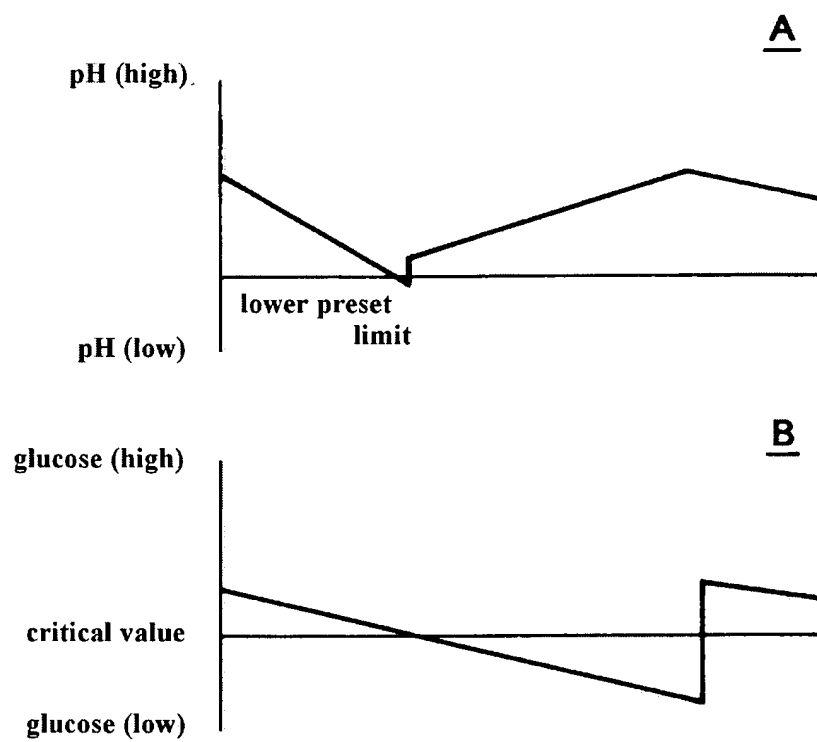 A
pH (high)
lower preset
limit
pH (low)
B
glucose (high)
critical value
glucose (low)